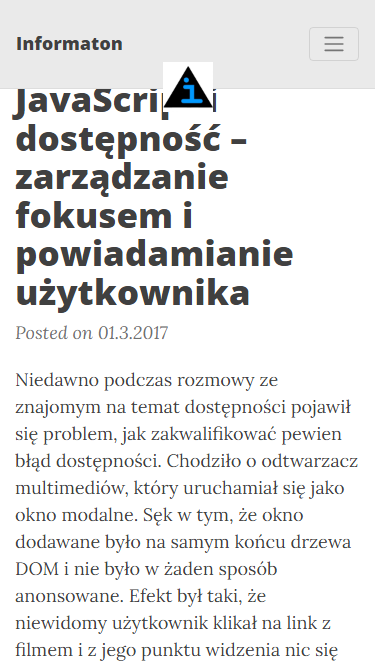 Informaton
JavaScript i
dostępność –
zarządzanie
fokusem i
powiadamianie
użytkownika
Posted on 01.3.2017
Niedawno podczas rozmowy ze
znajomym na temat dostępności pojawił
się problem, jak zakwalifikować pewien
błąd dostępności. Chodziło o odtwarzacz
multimediów, który uruchamiał się jako
okno modalne. Sęk w tym, że okno
dodawane było na samym końcu drzewa
DOM i nie było w żaden sposób
anonsowane. Efekt był taki, że
niewidomy użytkownik klikał na link z
filmem i z jego punktu widzenia nic się